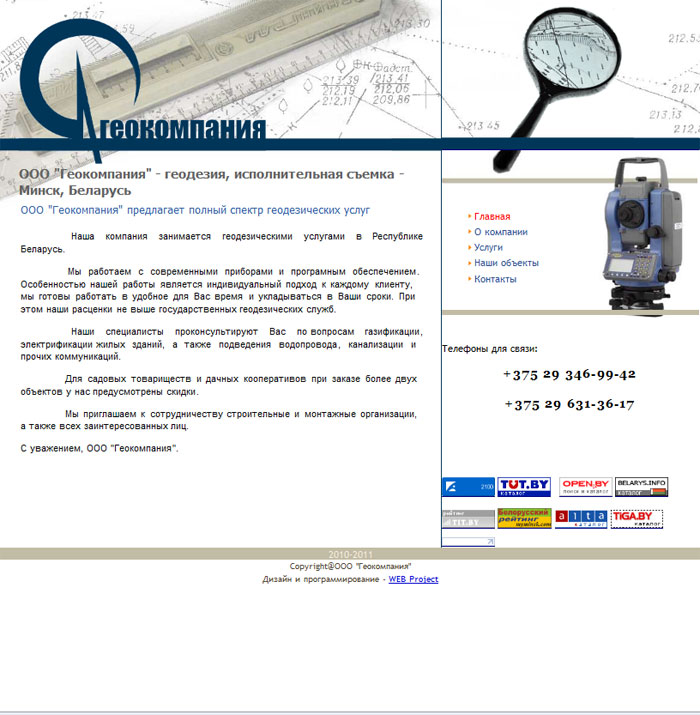 213.39
212.19
212.11
Фадст.
213.41
212.06
209,86
213.45
212.53
213.
геокомпания
ООО "Геокомпания" - геодезия, исполнительная съемка -
Минск, Беларусь
ООО "Геокомпания" предлагает полный спектр геодезических услуг
Наша компания занимается геодезическими услугами в Республике
Беларусь.
Мы работаем с современными приборами и програмным обеспечением.
Особенностью нашей работы является индивидуальный подход к каждому клиенту,
мы готовы работать в удобное для Вас время и укладываться в Ваши сроки. При
этом наши расценки не выше государственных геодезических служб.
Наши специалисты проконсультируют Вас по вопросам газификации,
электрификации жилых зданий, а также подведения водопровода, канализации и
прочих коммуникаций.
Для садовых товариществ и дачных кооперативов при заказе более двух
объектов у нас предусмотрены скидки.
Мы приглашаем к сотрудничеству строительные и монтажные организации,
а также всех заинтересованных лиц.
С уважением, ООО "Геокомпания".
Главная
О компании
Услуги
Наши объекты
Контакты
Телефоны для связи:
+375 29 346-99-42
+375 29 631-36-17
2100
TUT.BY
каталог
OPEN.BY
поиск и каталог
BELARYS.INFO
каталог
рейтинг
TIT.BY
Белорусский
рейтинг
myminsk.com
alta
каталог
TIGA.BY
каталог
2010-2011
Copyright@ООО "Геокомпания"
Дизайн и программирование - WEB Project